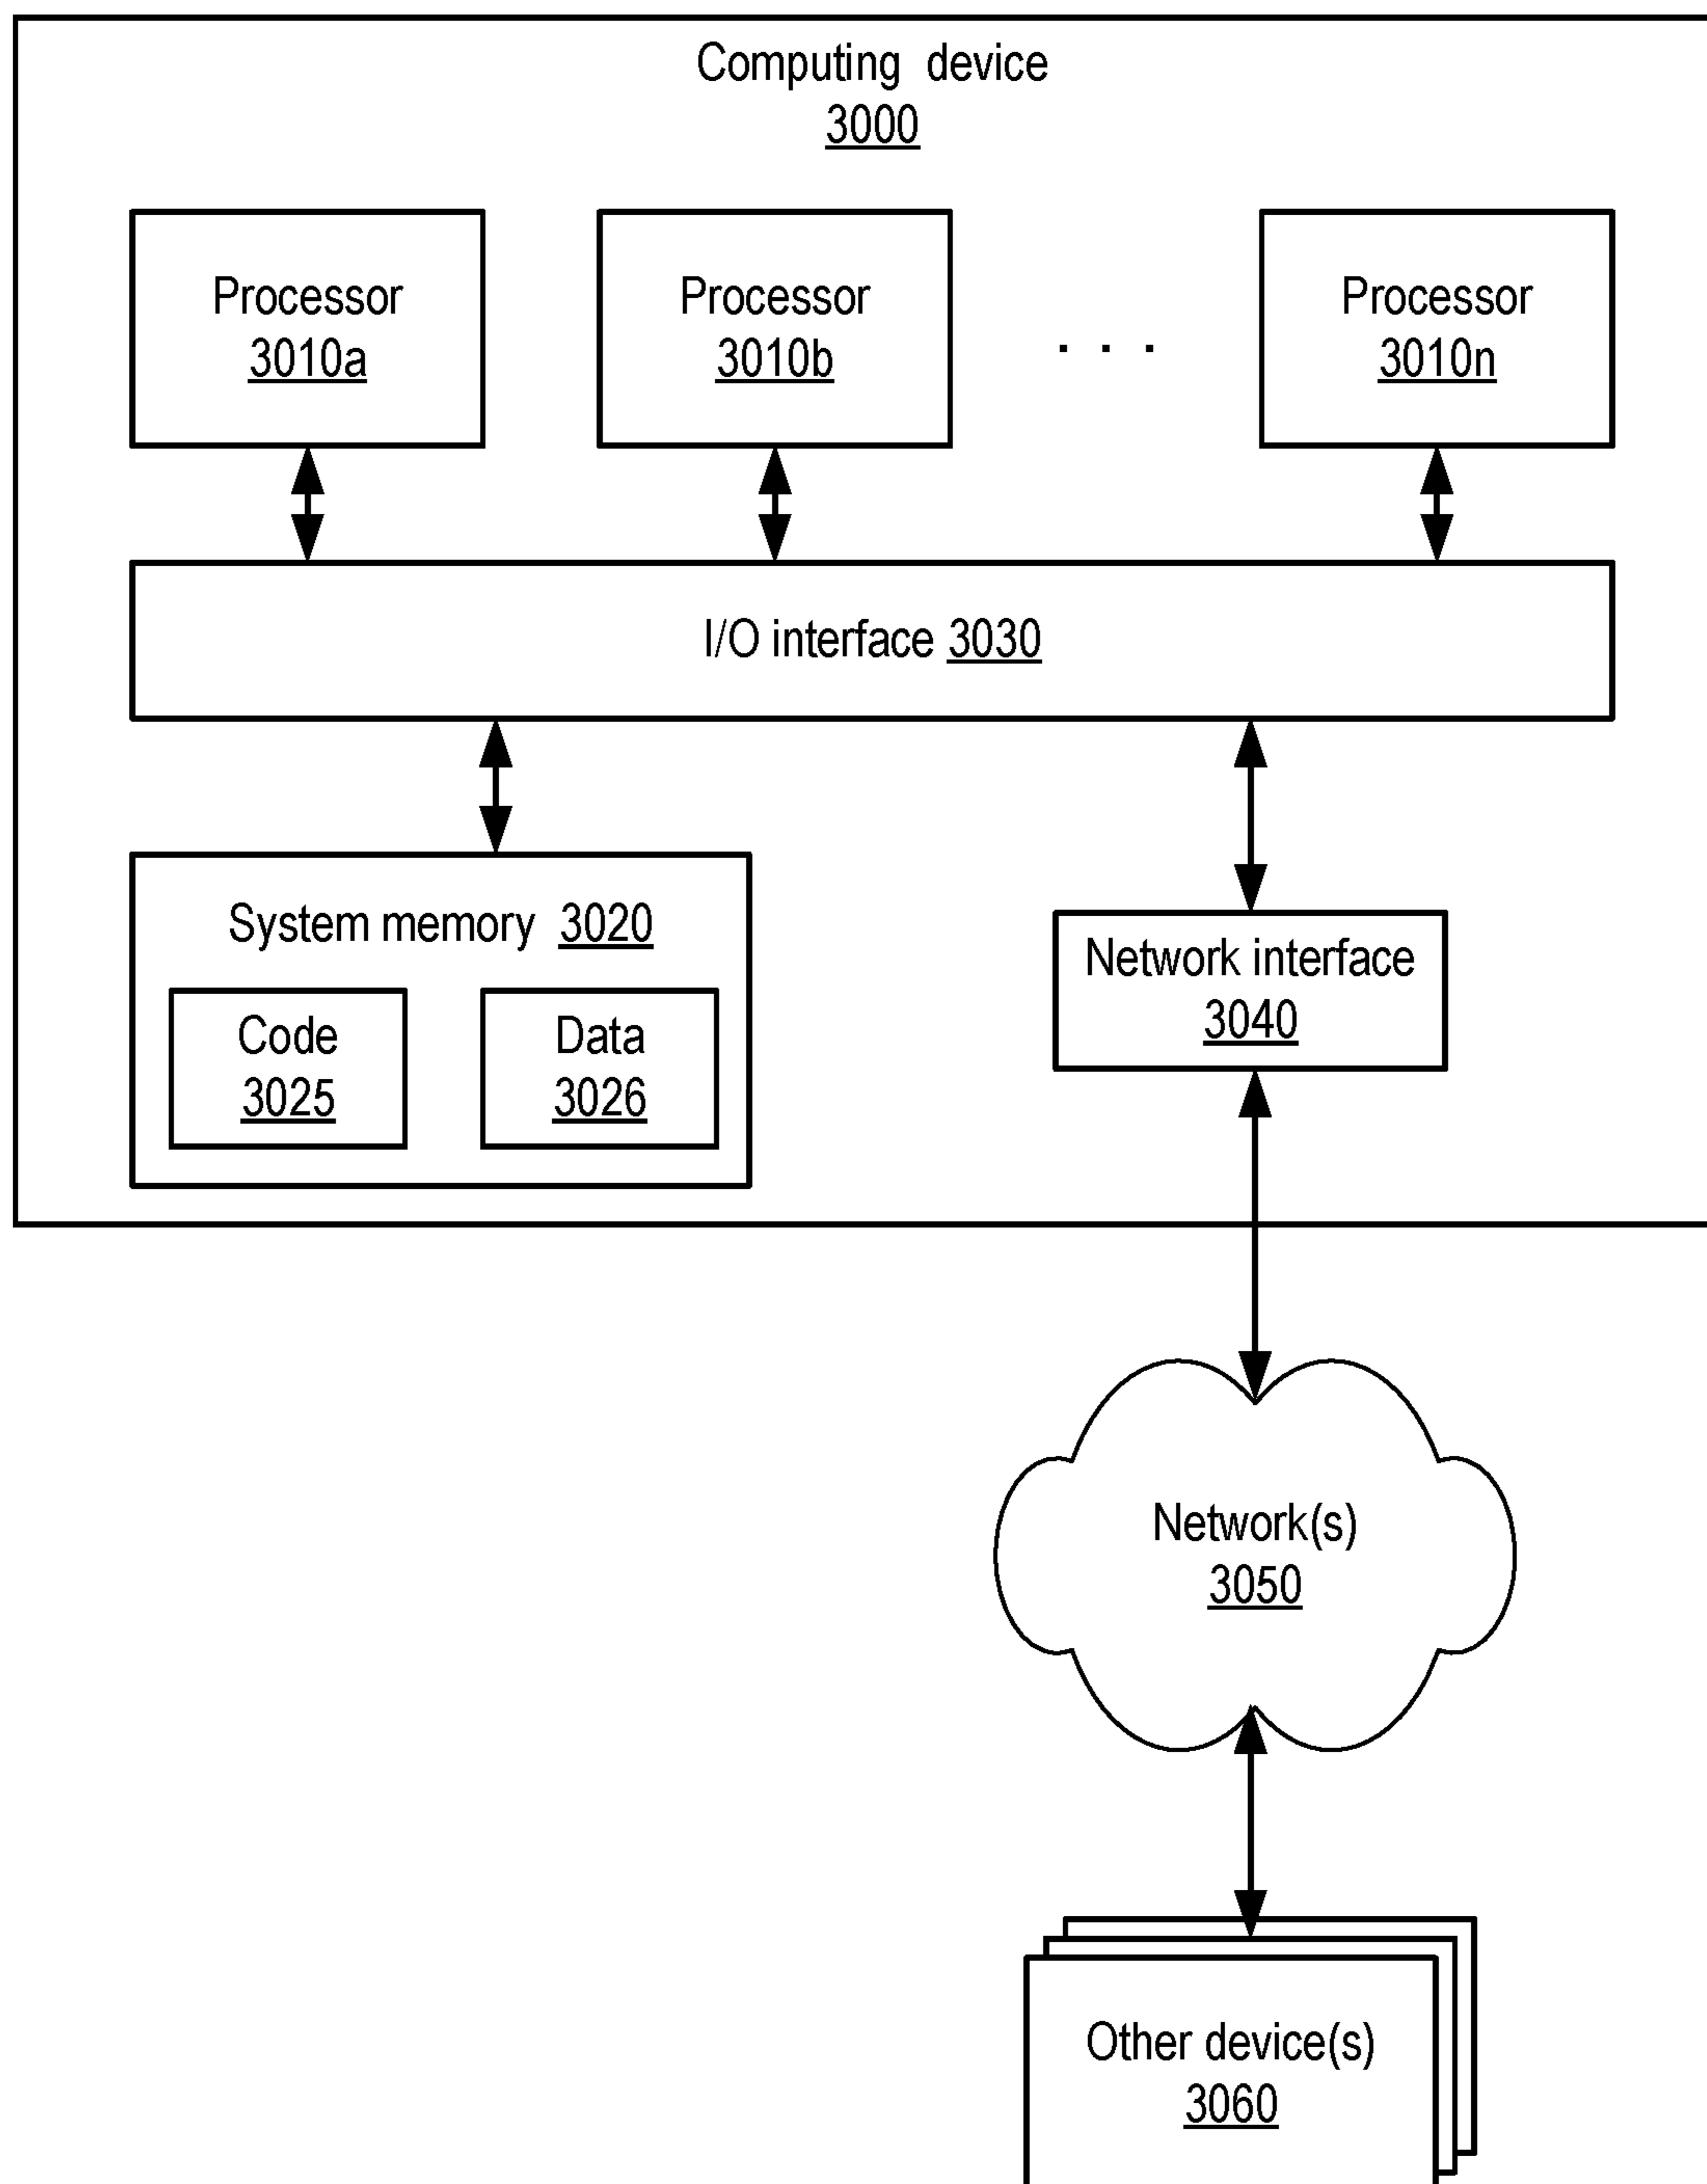 Computing device
3000
Processor
3010a
Processor
3010b
. . .
Processor
3010n
I/O interface 3030
System memory 3020
Code
3025
Data
3026
Network interface
3040
Network(s)
3050
Other device(s)
3060